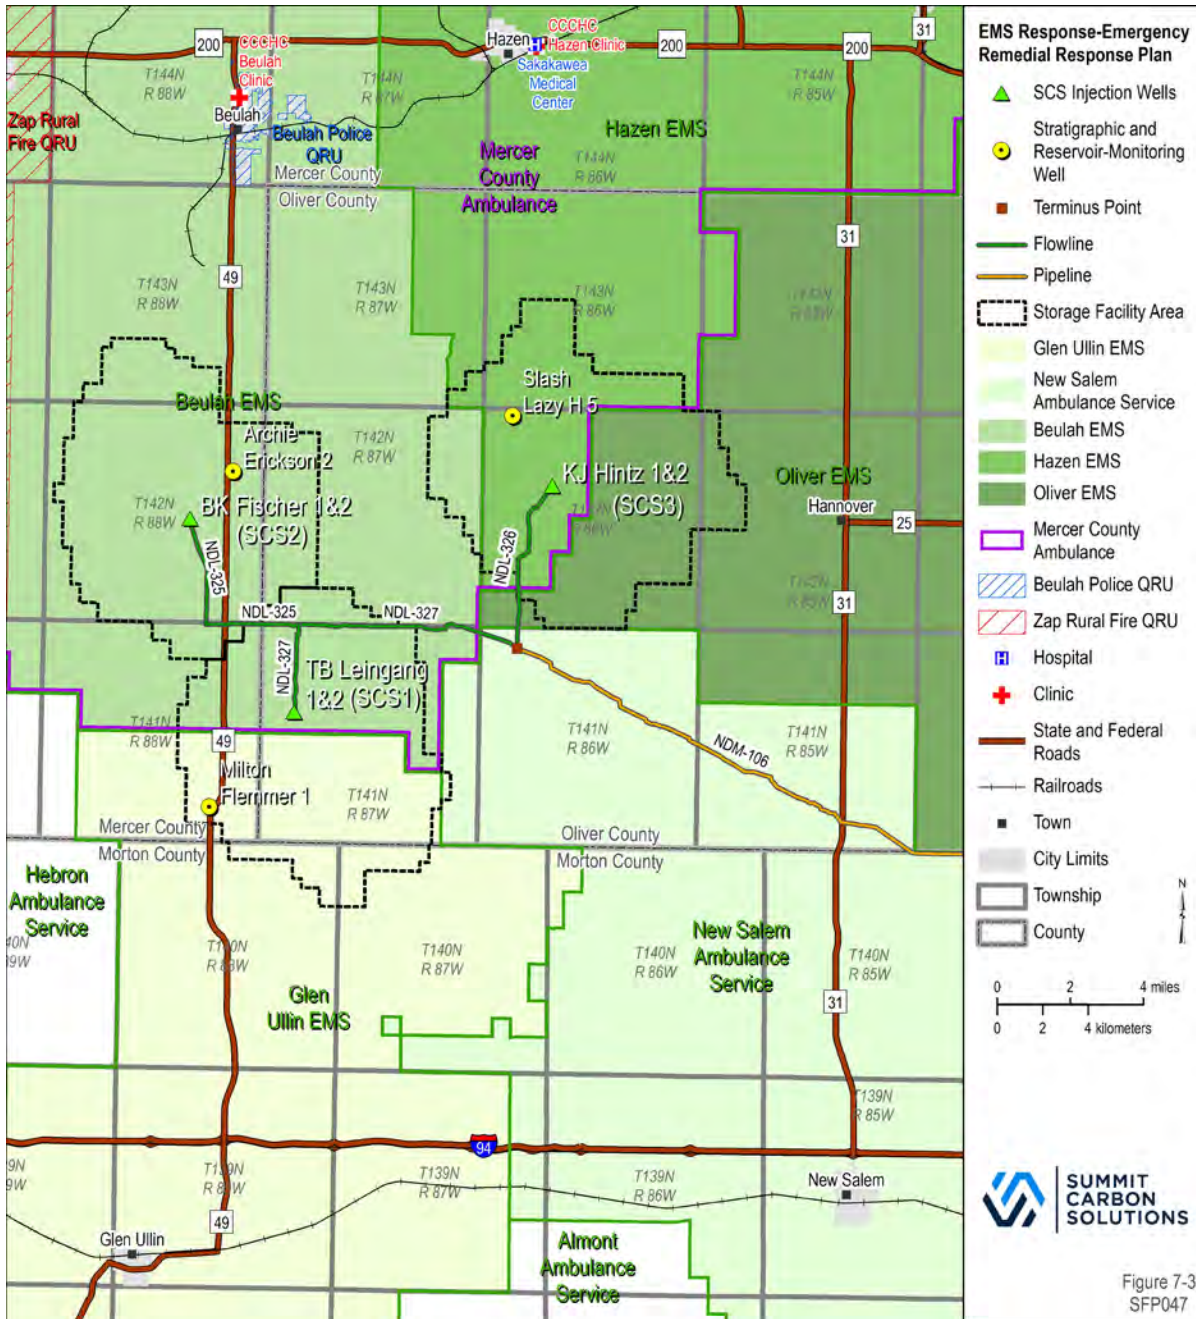 31
200
CCCHC
Beulah
Clinic
Hazen
CCCHC
Hazen Clinic
200
200
Sakakawea
Medical
Center
T144N
R 88W
T144N
R 85W
Zap Rural
Fire QRU
Beulah
Beulah Police
QRU
Hazen EMS
Mercer
County
Ambulance
T144N
R 86W
Mercer County
Oliver County
31
49
T143N
R 88W
T143N
R 87W
T143N
R 86W
Slash
Lazy H 5
Beulah EMS
Archie
Erickson 2
T142N
R 87W
KJ Hintz 1&2
(SCS3)
Oliver EMS
Hannover
25
T142N
R 88W
BK Fischer 1&2
(SCS2)
NDL-325
NDL-326
31
NDL-325
NDL-327
NDL-327
TB Leingang
1&2 (SCS1)
T141N
R 88W
49
T141N
R 86W
NDM-106
T141N
R 85W
Milton
Flemmer 1
T141N
R 87W
Mercer County
Morton County
Oliver County
Morton County
Hebron
Ambulance
Service
T140N
R 87W
T140N
R 86W
New Salem
Ambulance
Service
T140N
R 85W
Glen
Ullin EMS
31
T139N
R 85W
94
T139N
R 87W
T139N
R 86W
New Salem
49
Glen Ullin
Almont
Ambulance
Service
EMS Response-Emergency
Remedial Response Plan
SCS Injection Wells
Stratigraphic and
Reservoir-Monitoring
Well
Terminus Point
Flowline
Pipeline
Storage Facility Area
Glen Ullin EMS
New Salem
Ambulance Service
Beulah EMS
Hazen EMS
Oliver EMS
Mercer County
Ambulance
Beulah Police QRU
Zap Rural Fire QRU
H Hospital
Clinic
State and Federal
Roads
Railroads
Town
City Limits
Township
County
N
0 2 4 miles
0 2 4 kilometers
SUMMIT
CARBON
SOLUTIONS
Figure 7-3
SFP047